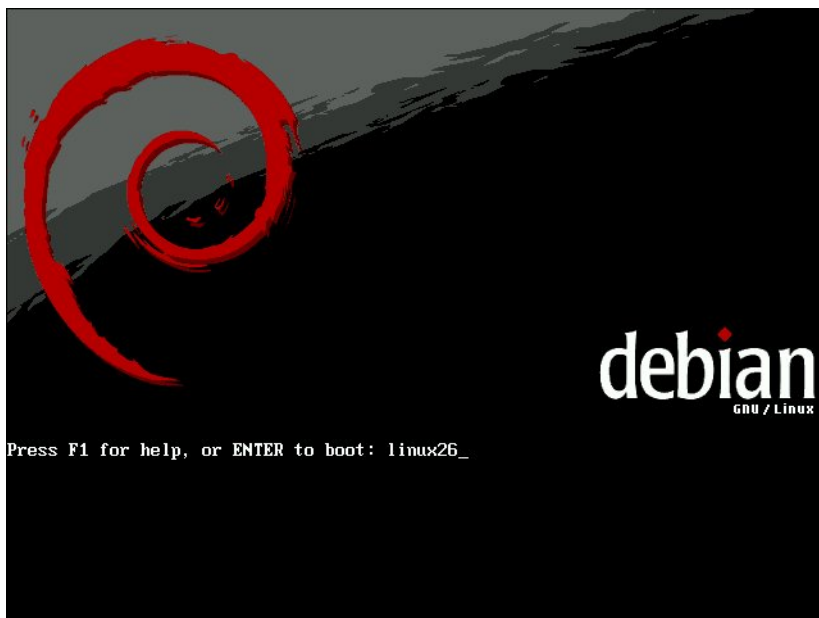 debian
GNU/Linux
Press F1 for help, or ENTER to boot: linux26_